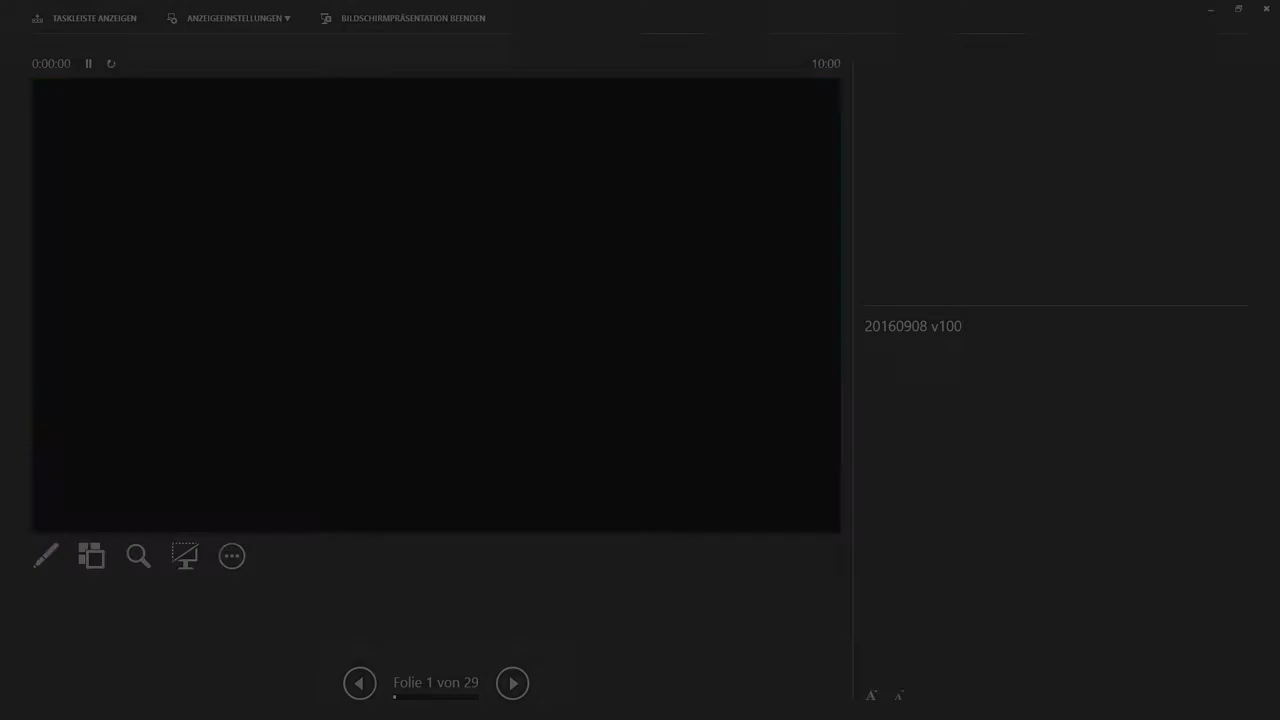 TASKLEISTE ANZEIGEN
ANZEIGEEINSTELLUNGEN ▼
BILDSCHIRMPRÄSENTATION BEENDEN
0:00:00
10:00
20160908 v100
Folie 1 von 29
A
A